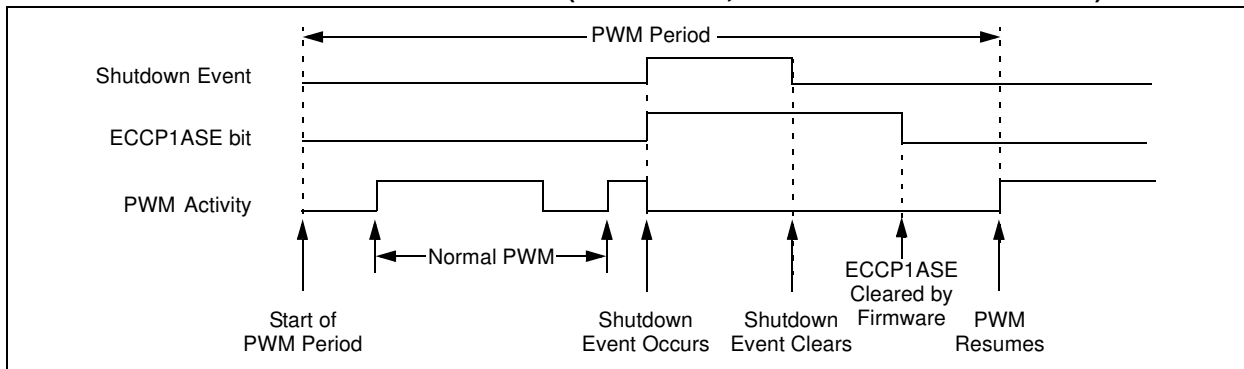 PWM Period
Shutdown Event
ECCP1ASE bit
PWM Activity
Normal PWM
Start of
PWM Period
Shutdown
Event Occurs
Shutdown
Event Clears
ECCP1ASE
Cleared by
Firmware
PWM
Resumes